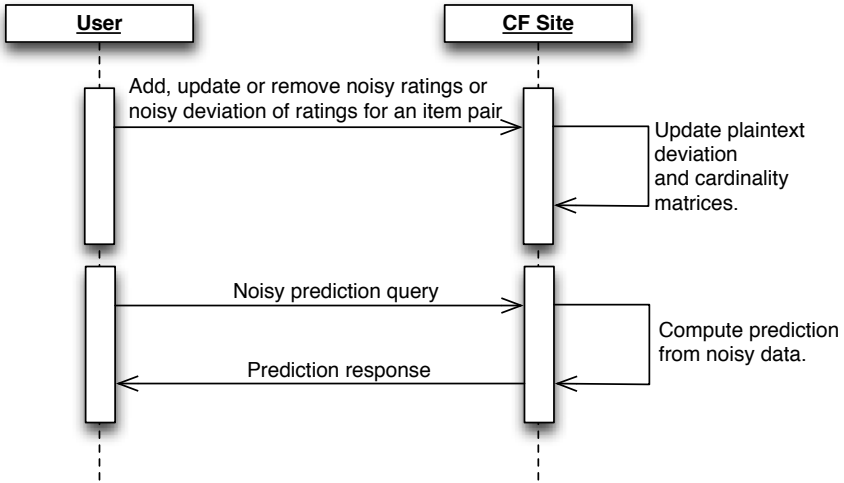 User
CF Site
Add, update or remove noisy ratings or
noisy deviation of ratings for an item pair
Update plaintext
deviation
and cardinality
matrices.
Noisy prediction query
Compute prediction
from noisy data.
Prediction response